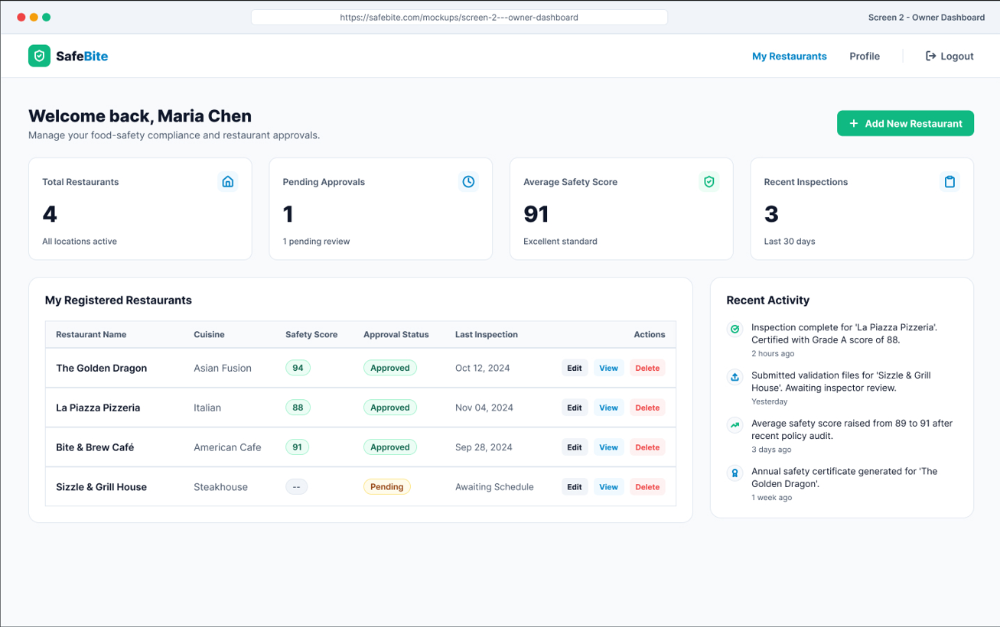 https://safebite.com/mockups/screen-2---owner-dashboard
Screen 2 - Owner Dashboard
SafeBite
My Restaurants
Profile
Logout
Welcome back, Maria Chen
Manage your food-safety compliance and restaurant approvals.
+ Add New Restaurant
Total Restaurants
4
All locations active
Pending Approvals
1
1 pending review
Average Safety Score
91
Excellent standard
Recent Inspections
3
Last 30 days
My Registered Restaurants
Restaurant Name Cuisine Safety Score Approval Status Last Inspection Actions
The Golden Dragon Asian Fusion 94 Approved Oct 12, 2024 Edit View Delete
La Piazza Pizzeria Italian 88 Approved Nov 04, 2024 Edit View Delete
Bite & Brew Café American Cafe 91 Approved Sep 28, 2024 Edit View Delete
Sizzle & Grill House Steakhouse -- Pending Awaiting Schedule Edit View Delete
Recent Activity
Inspection complete for 'La Piazza Pizzeria'.
Certified with Grade A score of 88.
2 hours ago
Submitted validation files for 'Sizzle & Grill
House'. Awaiting inspector review.
Yesterday
Average safety score raised from 89 to 91 after
recent policy audit.
3 days ago
Annual safety certificate generated for 'The
Golden Dragon'.
1 week ago